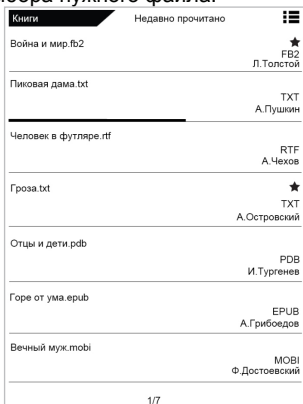 Книги
Недавно прочитано
Война и мир.fb2
FB2
Л.Толстой
Пиковая дама.txt
TXT
А.Пушкин
Человек в футляре.rtf
RTF
А.Чехов
Гроза.txt
TXT
А.Островский
Отцы и дети.pdb
PDB
И.Тургенев
Горе от ума.epub
EPUB
А.Грибоедов
Вечный муж.mobi
MOBI
Ф.Достоевский
1/7